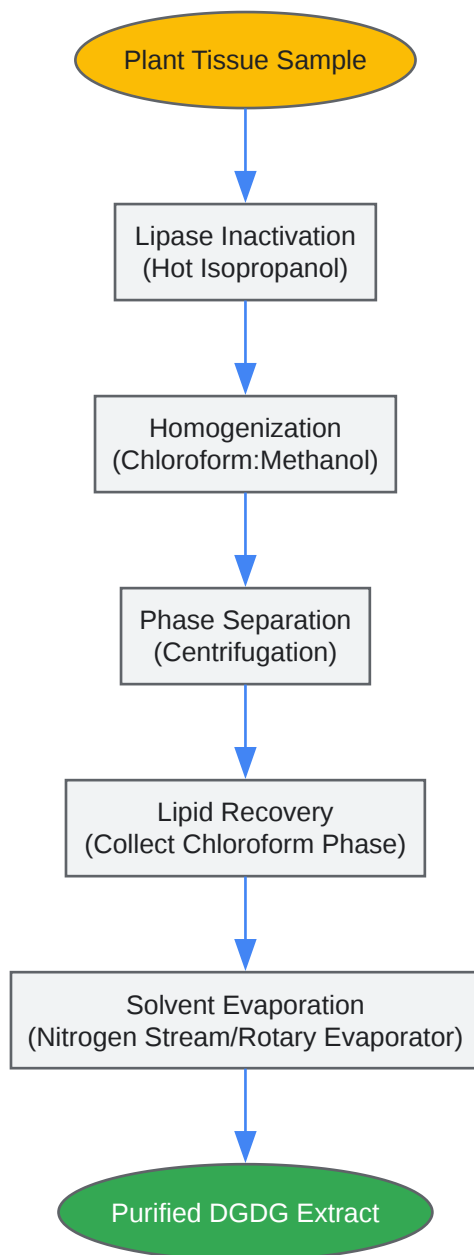 Plant Tissue Sample
Lipase Inactivation
(Hot Isopropanol)
Homogenization
(Chloroform:Methanol)
Phase Separation
(Centrifugation)
Lipid Recovery
(Collect Chloroform Phase)
Solvent Evaporation
(Nitrogen Stream/Rotary Evaporator)
Purified DGDG Extract